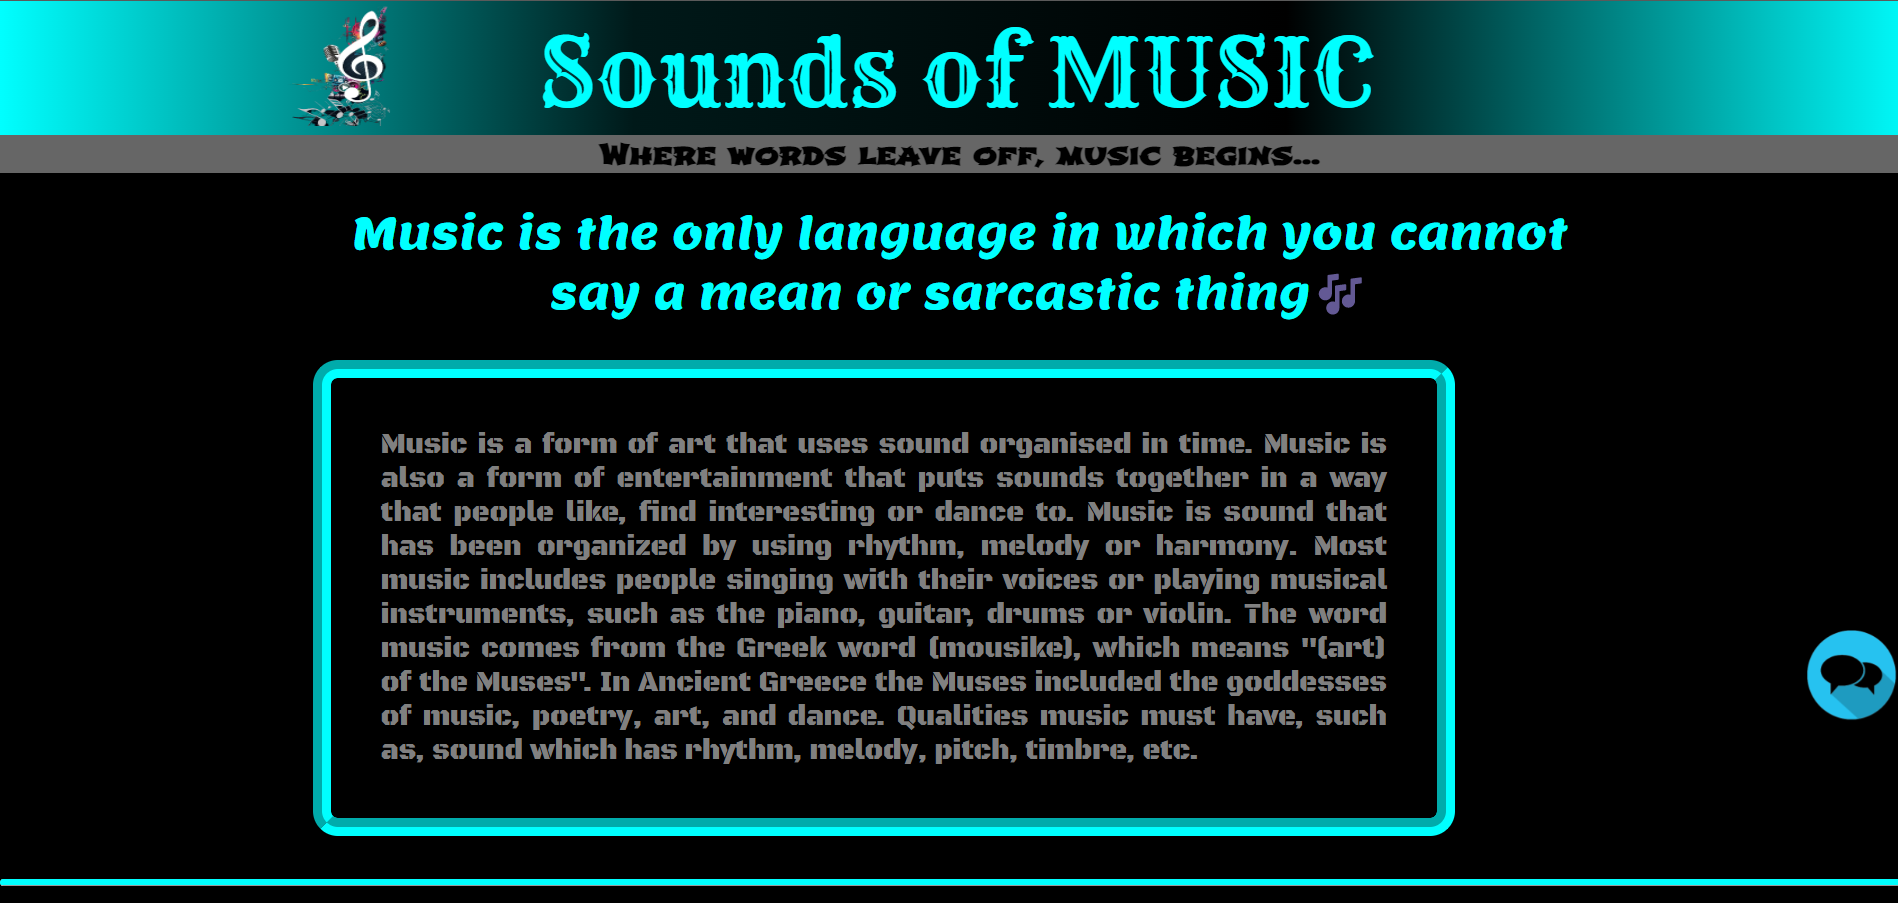 Sounds of MUSIC
Where words leave off, music begins...
Music is the only language in which you cannot
say a mean or sarcastic thing🎶
Music is a form of art that uses sound organised in time. Music is
also a form of entertainment that puts sounds together in a way
that people like, find interesting or dance to. Music is sound that
has been organized by using rhythm, melody or harmony. Most
music includes people singing with their voices or playing musical
instruments, such as the piano, guitar, drums or violin. The word
music comes from the Greek word (mousike), which means "(art)
of the Muses". In Ancient Greece the Muses included the goddesses
of music, poetry, art, and dance. Qualities music must have, such
as, sound which has rhythm, melody, pitch, timbre, etc.